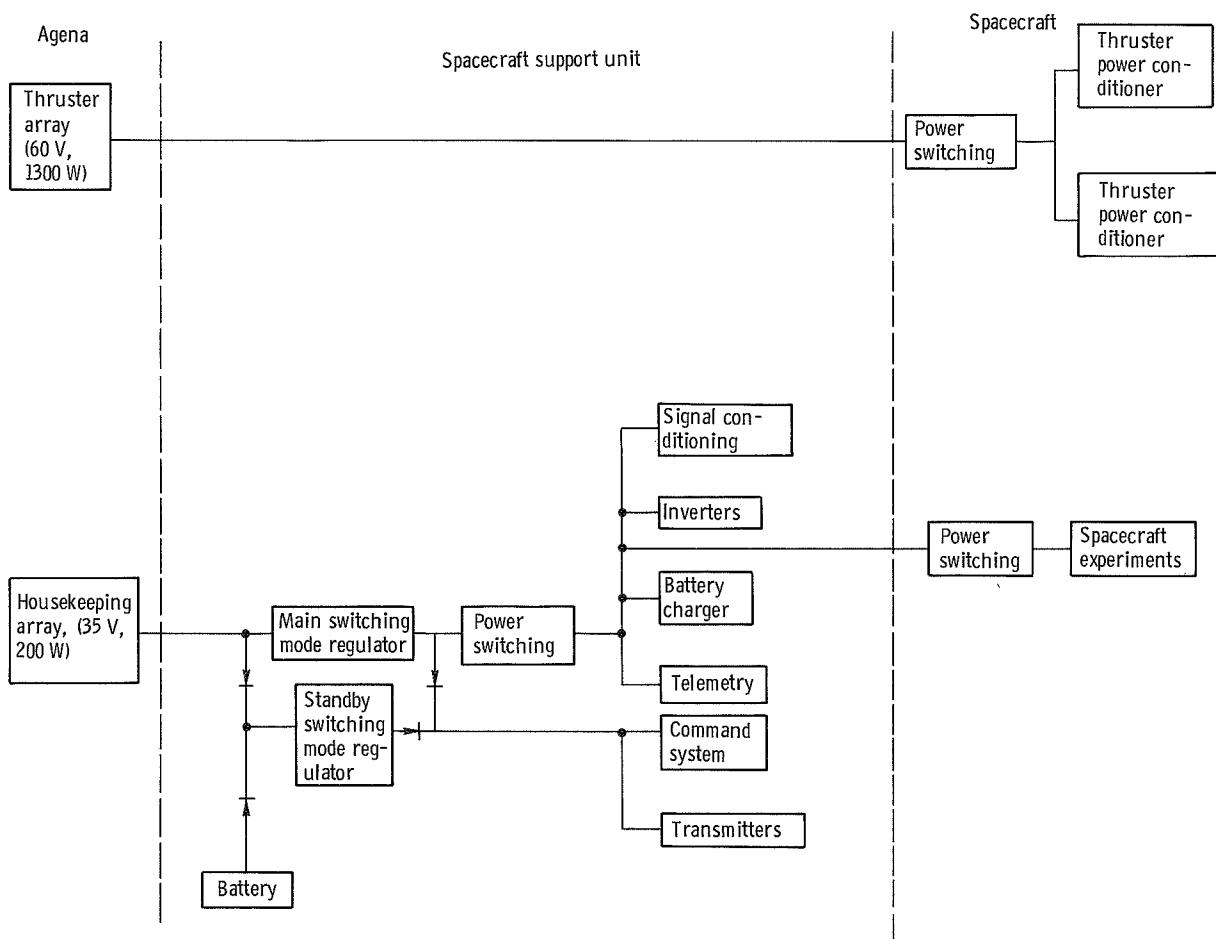 Agena
Spacecraft support unit
Spacecraft
Thruster
array
(60 V,
1300 W)
Power
switching
Thruster
power con-
ditioner
Thruster
power con-
ditioner
Signal con-
ditioning
Inverters
Power
switching
Spacecraft
experiments
Battery
charger
Housekeeping
array, (35 V,
200 W)
Main switching
mode regulator
Power
switching
Telemetry
Standby
switching
mode reg-
ulator
Command
system
Transmitters
Battery